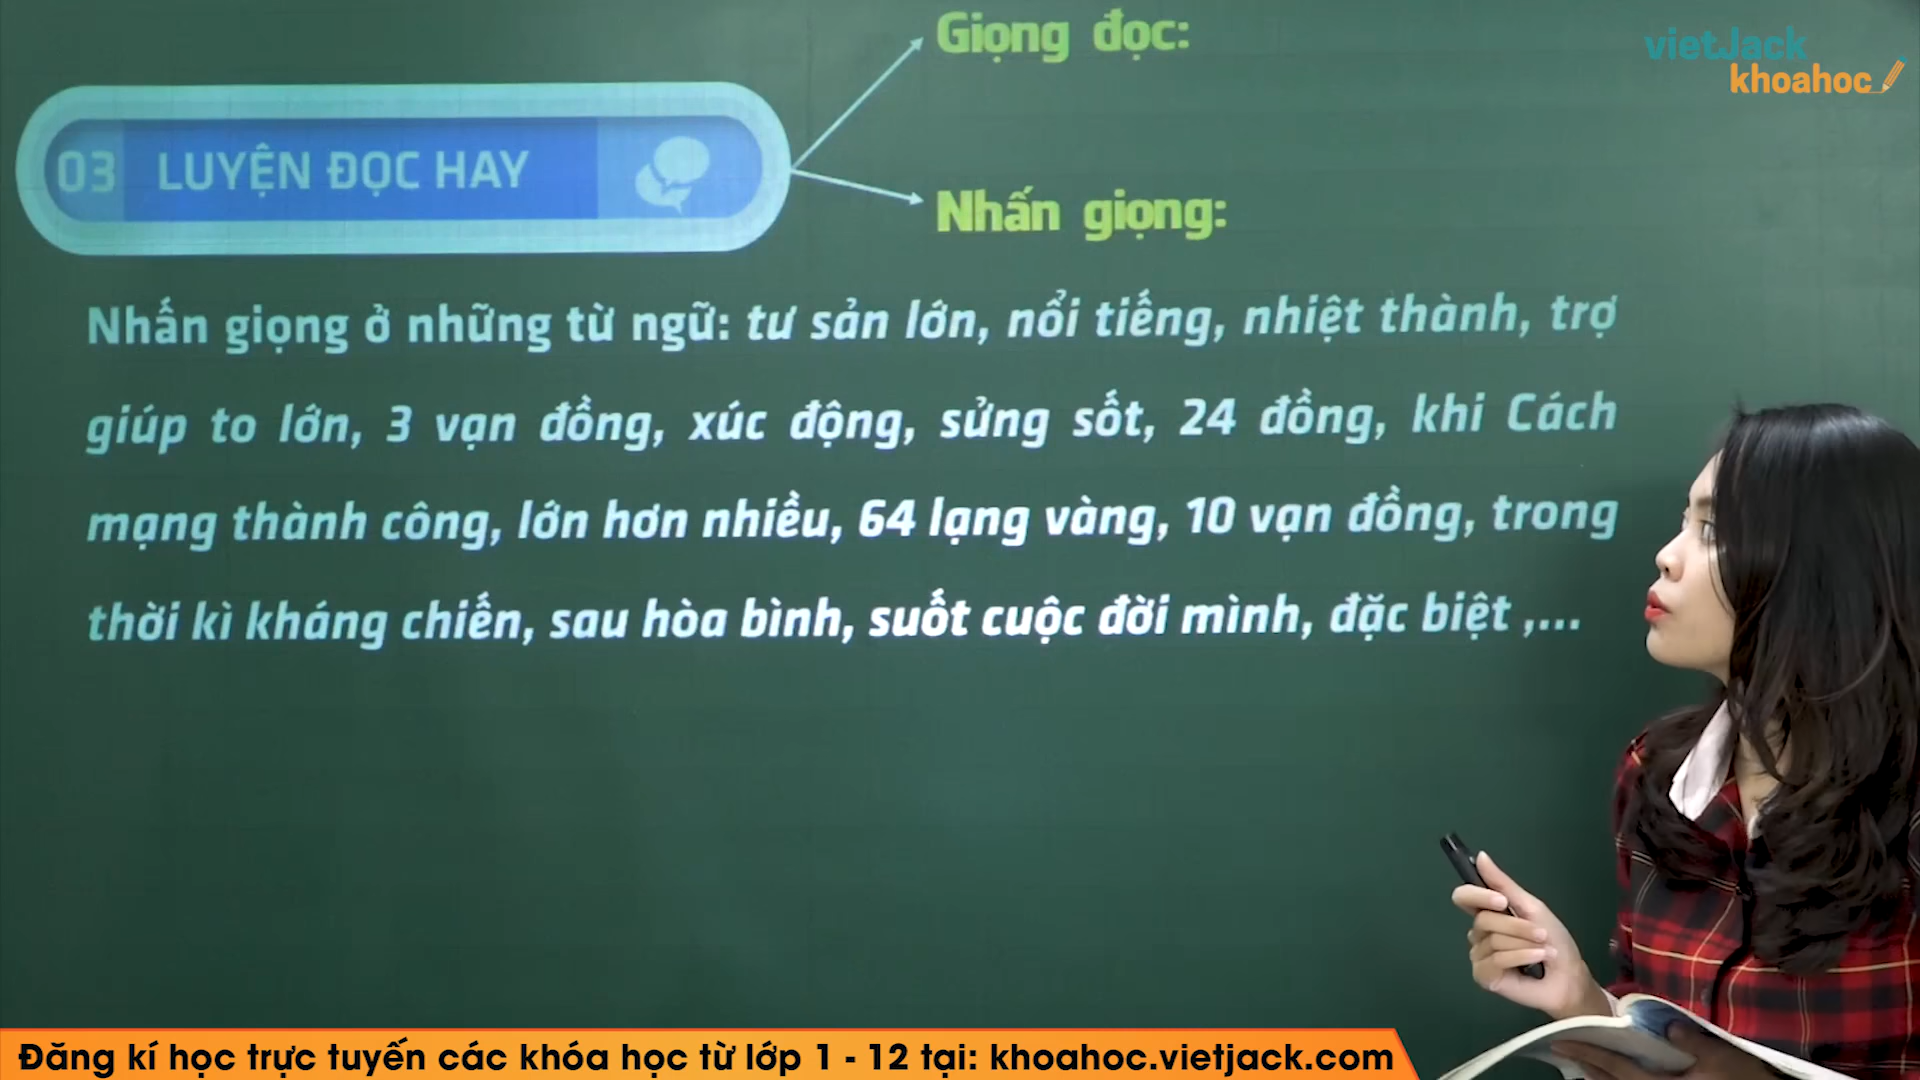 Giọng đọc:
vietJack
khoahoc
03 LUYỆN ĐỌC HAY
Nhấn giọng:
Nhấn giọng ở những từ ngữ: tư sản lớn, nổi tiếng, nhiệt thành, trợ
giúp to lớn, 3 vạn đồng, xúc động, sửng sốt, 24 đồng, khi Cách
mạng thành công, lớn hơn nhiều, 64 lạng vàng, 10 vạn đồng, trong
thời kì kháng chiến, sau hòa bình, suốt cuộc đời mình, đặc biệt ,...
Đăng kí học trực tuyến các khóa học từ lớp 1 - 12 tại: khoahoc.vietjack.com